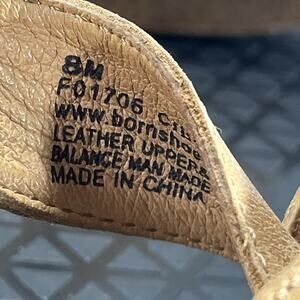 8M
F01706
www.bornshoe
LEATHER UPPER&
BALANCE MAN MADE
MADE IN CHINA